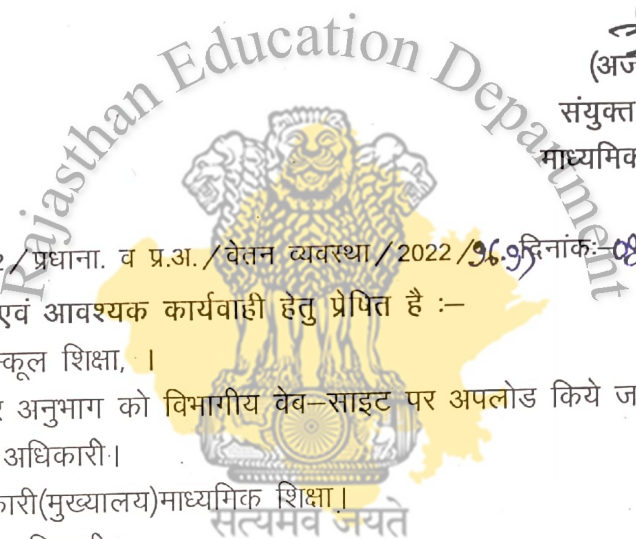 Rajasthan Education Department
संयुक्त
माध्यमिक
/प्रधाना. व प्र.अ./वेतन व्यवस्था/2022/ दिनांकः–
एवं आवश्यक कार्यवाही हेतु प्रेषित है :–
स्कूल शिक्षा, ।
अनुभाग को विभागीय वेब–साइट पर अपलोड किये
अधिकारी।
(मुख्यालय)माध्यमिक शिक्षा।
सत्यमेव जयते